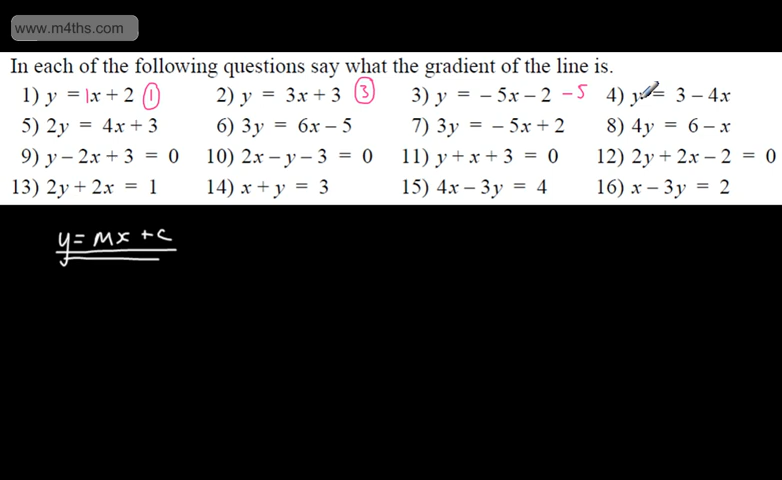 www.m4ths.com
In each of the following questions say what the gradient of the line is.
1) y = 1x + 2 1 2) y = 3x + 3 3 3) y = − 5x − 2 −5 4) y = 3 − 4x
5) 2y = 4x + 3 6) 3y = 6x − 5 7) 3y = − 5x + 2 8) 4y = 6 − x
9) y − 2x + 3 = 0 10) 2x − y − 3 = 0 11) y + x + 3 = 0 12) 2y + 2x − 2 = 0
13) 2y + 2x = 1 14) x + y = 3 15) 4x − 3y = 4 16) x − 3y = 2
y = mx + c